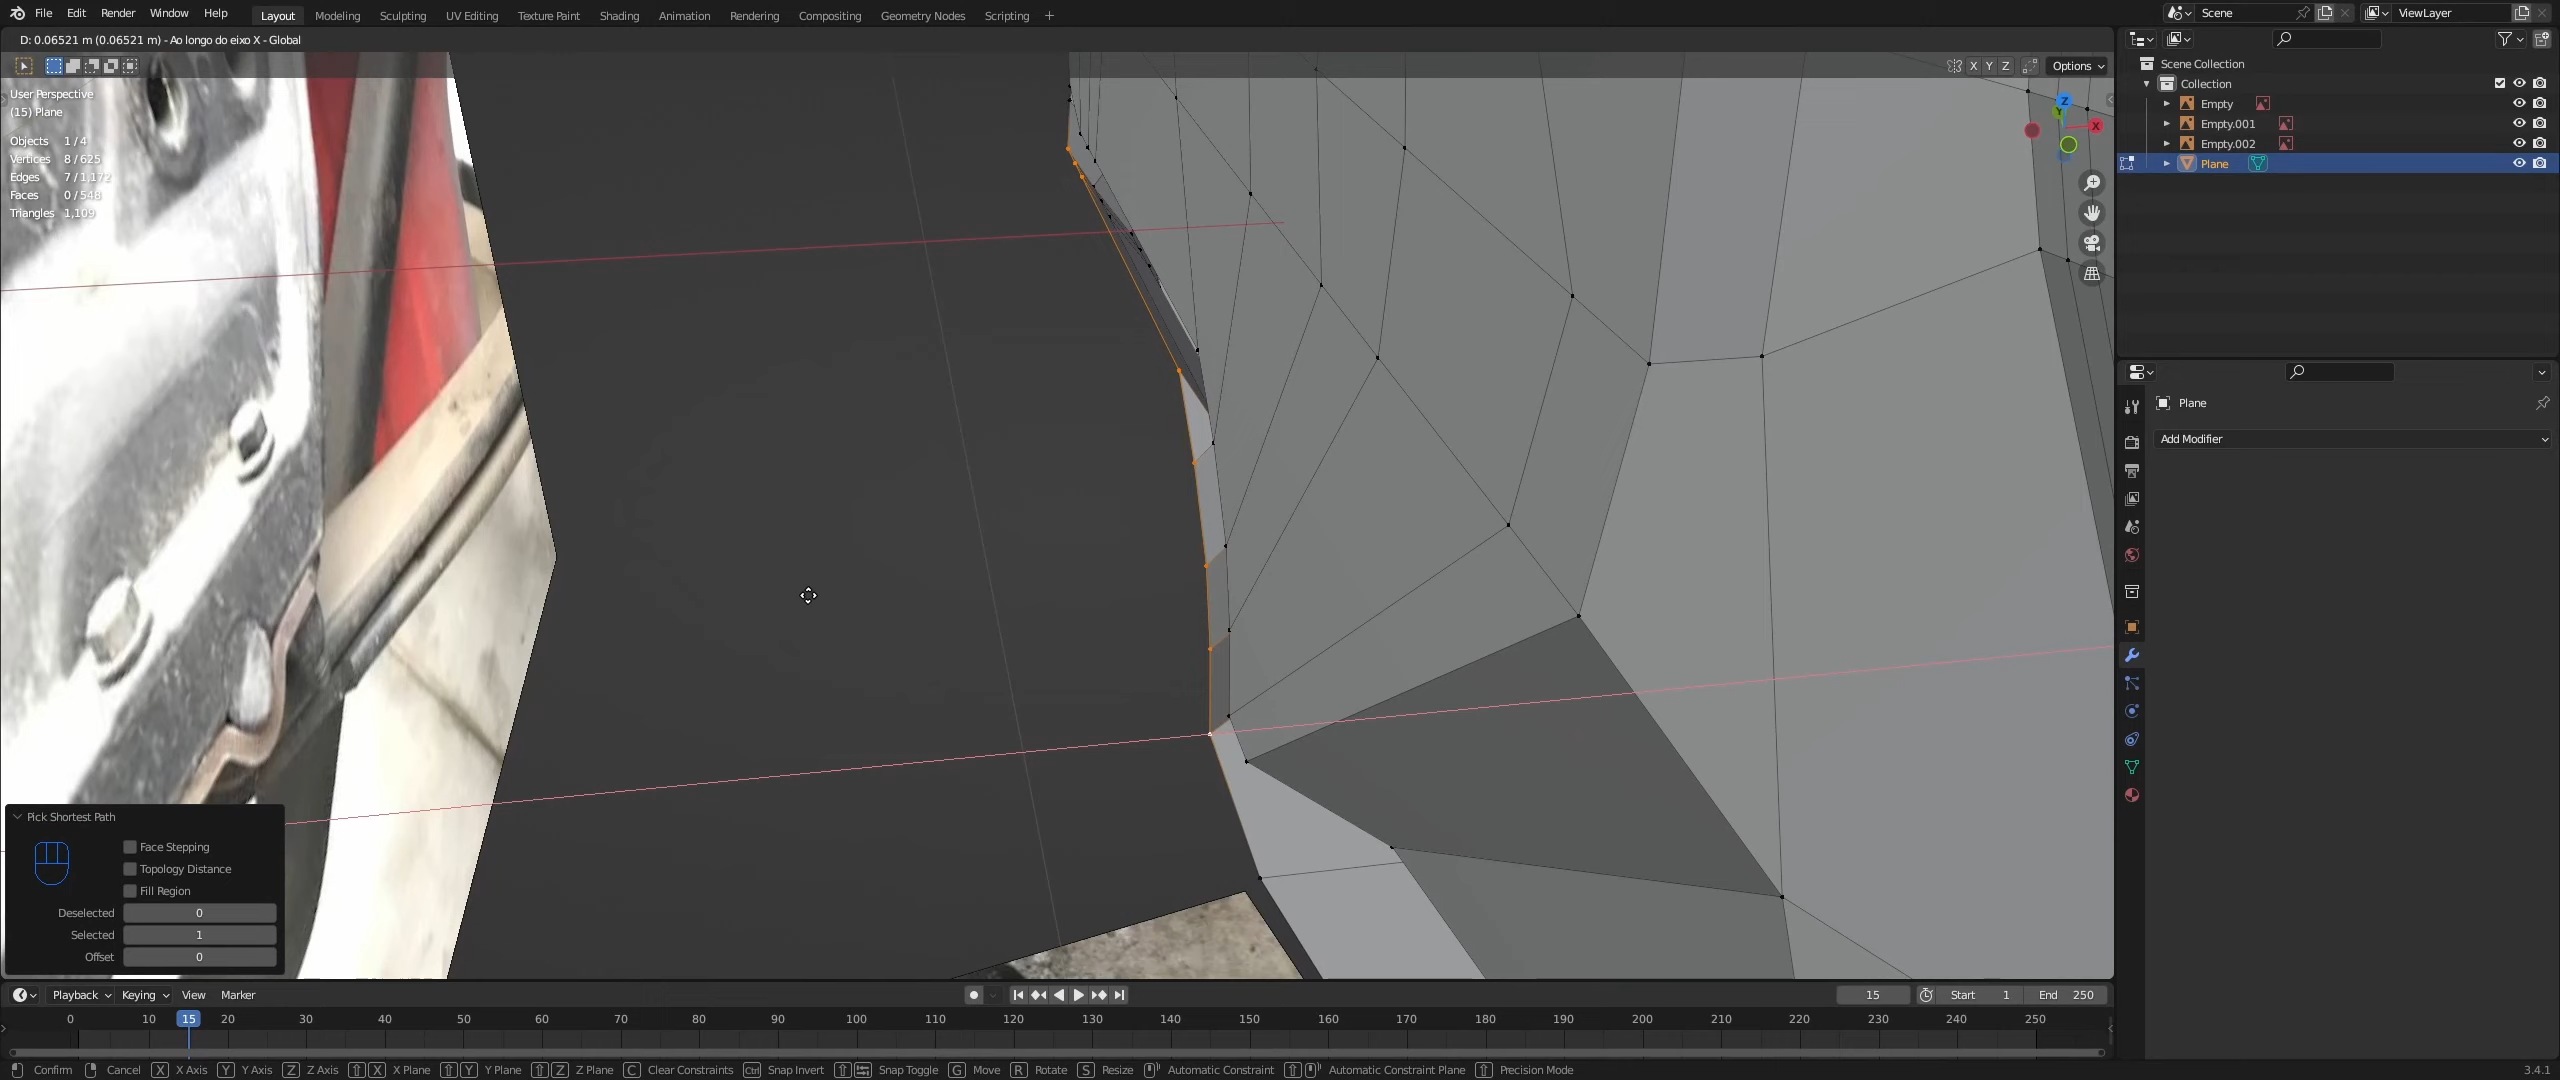 File Edit Render Window Help Layout Modeling Sculpting UV Editing Texture Paint Shading Animation Rendering Compositing Geometry Nodes Scripting + Scene ViewLayer
D: 0.06521 m (0.06521 m) - Ao longo do eixo X - Global
X Y Z Options
User Perspective
(15) Plane
Objects 1 / 4
Vertices 8 / 625
Edges 7 / 1,172
Faces 0 / 548
Triangles 1,109
Z
Y
X
Scene Collection
Collection
Empty
Empty.001
Empty.002
Plane
Plane
Add Modifier
Pick Shortest Path
Face Stepping
Topology Distance
Fill Region
Deselected 0
Selected 1
Offset 0
Playback Keying View Marker 15 Start 1 End 250
0 10 15 20 30 40 50 60 70 80 90 100 110 120 130 140 150 160 170 180 190 200 210 220 230 240 250
Confirm Cancel X X Axis Y Y Axis Z Z Axis X X Plane Y Y Plane Z Z Plane C Clear Constraints Ctrl Snap Invert Snap Toggle G Move R Rotate S Resize Automatic Constraint Automatic Constraint Plane Precision Mode 3.4.1